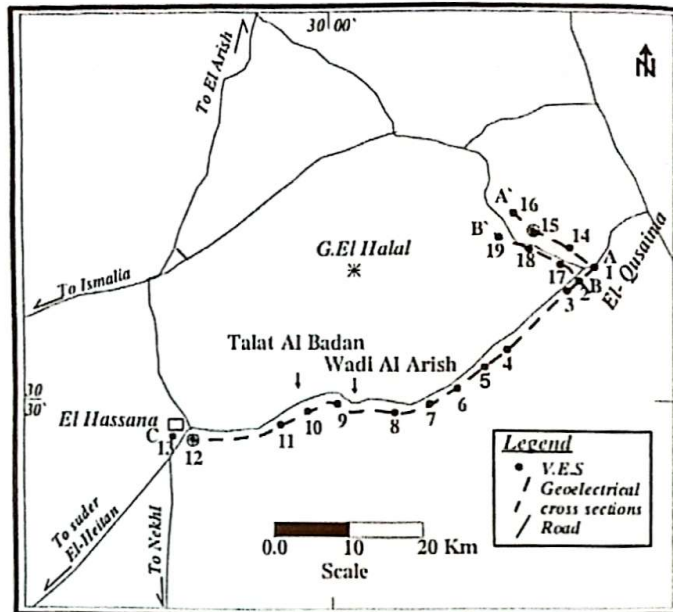 30 00'
To El Arish
N
A`
16
15
B`
19
14
18
A
1
17
2
B
3
El- Qusaima
G.El Halal
To Ismalia
Talat Al Badan
Wadi Al Arish
5
4
6
30
30'
El Hassana
C
13
12
11
10
9
8
7
Legend
V.E.S
Geoelectrical
cross sections
Road
To suder
El-Heitan
To Nekhl
0.0 10 20 Km
Scale